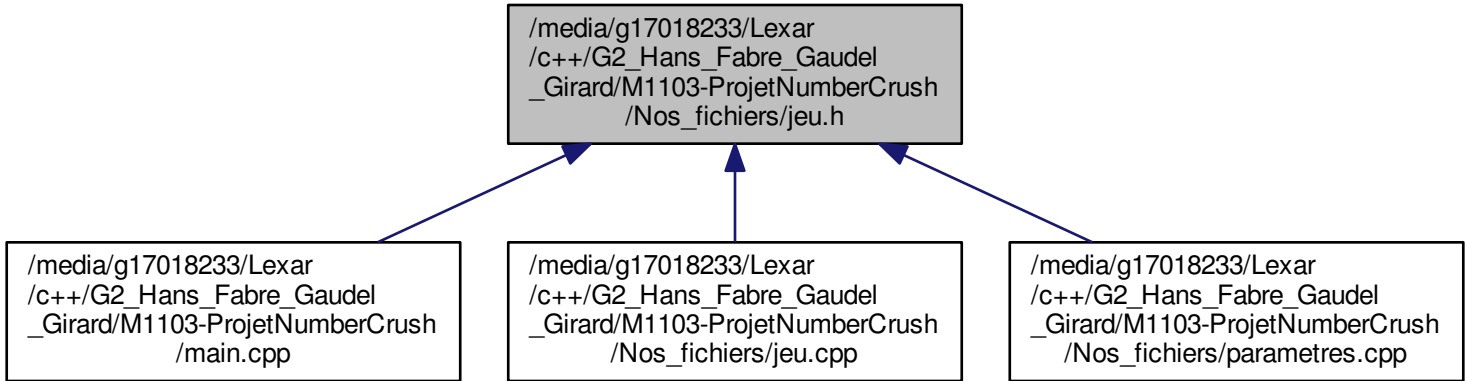 /media/g17018233/Lexar
/c++/G2_Hans_Fabre_Gaudel
_Girard/M1103-ProjetNumberCrush
/Nos_fichiers/jeu.h
/media/g17018233/Lexar
/c++/G2_Hans_Fabre_Gaudel
_Girard/M1103-ProjetNumberCrush
/main.cpp
/media/g17018233/Lexar
/c++/G2_Hans_Fabre_Gaudel
_Girard/M1103-ProjetNumberCrush
/Nos_fichiers/jeu.cpp
/media/g17018233/Lexar
/c++/G2_Hans_Fabre_Gaudel
_Girard/M1103-ProjetNumberCrush
/Nos_fichiers/parametres.cpp